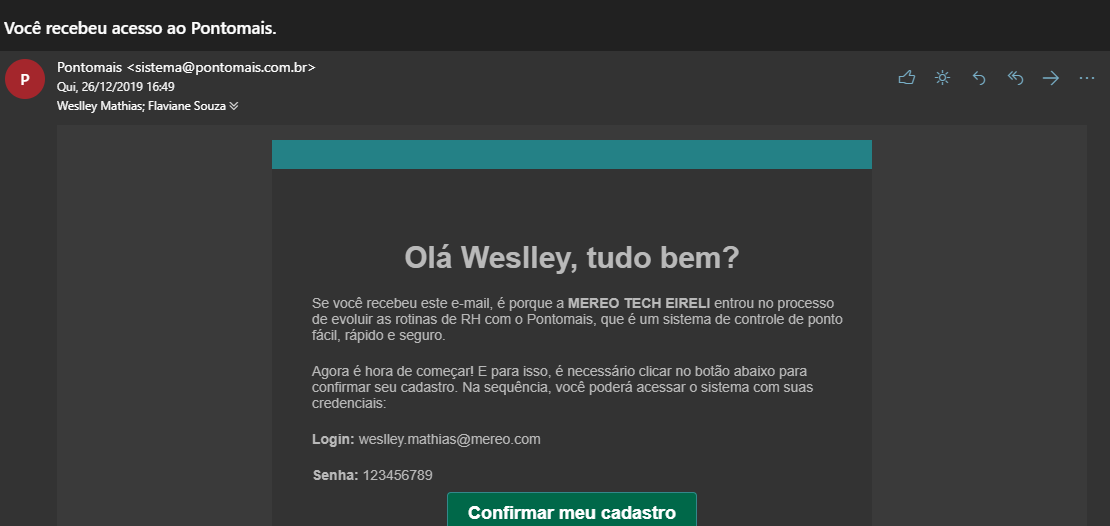 Você recebeu acesso ao Pontomais.
P
Pontomais <sistema@pontomais.com.br>
Qui, 26/12/2019 16:49
Weslley Mathias; Flaviane Souza
Olá Weslley, tudo bem?
Se você recebeu este e-mail, é porque a MEREO TECH EIRELI entrou no processo
de evoluir as rotinas de RH com o Pontomais, que é um sistema de controle de ponto
fácil, rápido e seguro.
Agora é hora de começar! E para isso, é necessário clicar no botão abaixo para
confirmar seu cadastro. Na sequência, você poderá acessar o sistema com suas
credenciais:
Login: weslley.mathias@mereo.com
Senha: 123456789
Confirmar meu cadastro